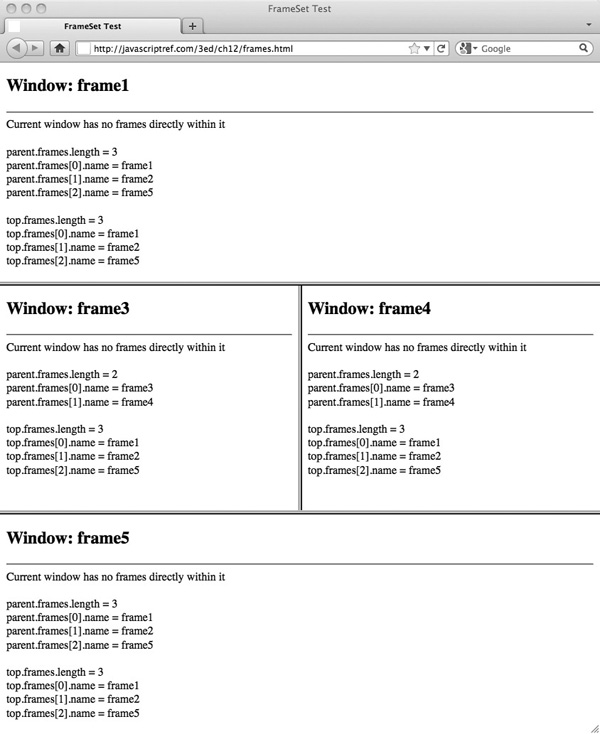 FrameSet Test
FrameSet Test
http://javascriptref.com/3ed/ch12/frames.html
Google
Window: frame1
Current window has no frames directly within it
parent.frames.length = 3
parent.frames[0].name = frame1
parent.frames[1].name = frame2
parent.frames[2].name = frame5
top.frames.length = 3
top.frames[0].name = frame1
top.frames[1].name = frame2
top.frames[2].name = frame5
Window: frame3
Current window has no frames directly within it
parent.frames.length = 2
parent.frames[0].name = frame3
parent.frames[1].name = frame4
top.frames.length = 3
top.frames[0].name = frame1
top.frames[1].name = frame2
top.frames[2].name = frame5
Window: frame4
Current window has no frames directly within it
parent.frames.length = 2
parent.frames[0].name = frame3
parent.frames[1].name = frame4
top.frames.length = 3
top.frames[0].name = frame1
top.frames[1].name = frame2
top.frames[2].name = frame5
Window: frame5
Current window has no frames directly within it
parent.frames.length = 3
parent.frames[0].name = frame1
parent.frames[1].name = frame2
parent.frames[2].name = frame5
top.frames.length = 3
top.frames[0].name = frame1
top.frames[1].name = frame2
top.frames[2].name = frame5